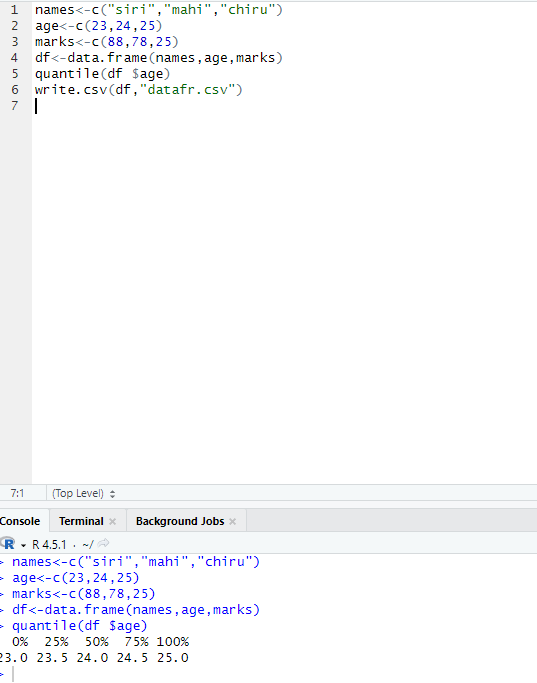 1 names<-c("siri","mahi","chiru")
2 age<-c(23,24,25)
3 marks<-c(88,78,25)
4 df<-data.frame(names,age,marks)
5 quantile(df $age)
6 write.csv(df,"datafr.csv")
7
7:1 (Top Level)
Console Terminal Background Jobs
R R 4.5.1 · ~/
> names<-c("siri","mahi","chiru")
> age<-c(23,24,25)
> marks<-c(88,78,25)
> df<-data.frame(names,age,marks)
> quantile(df $age)
0% 25% 50% 75% 100%
23.0 23.5 24.0 24.5 25.0
>